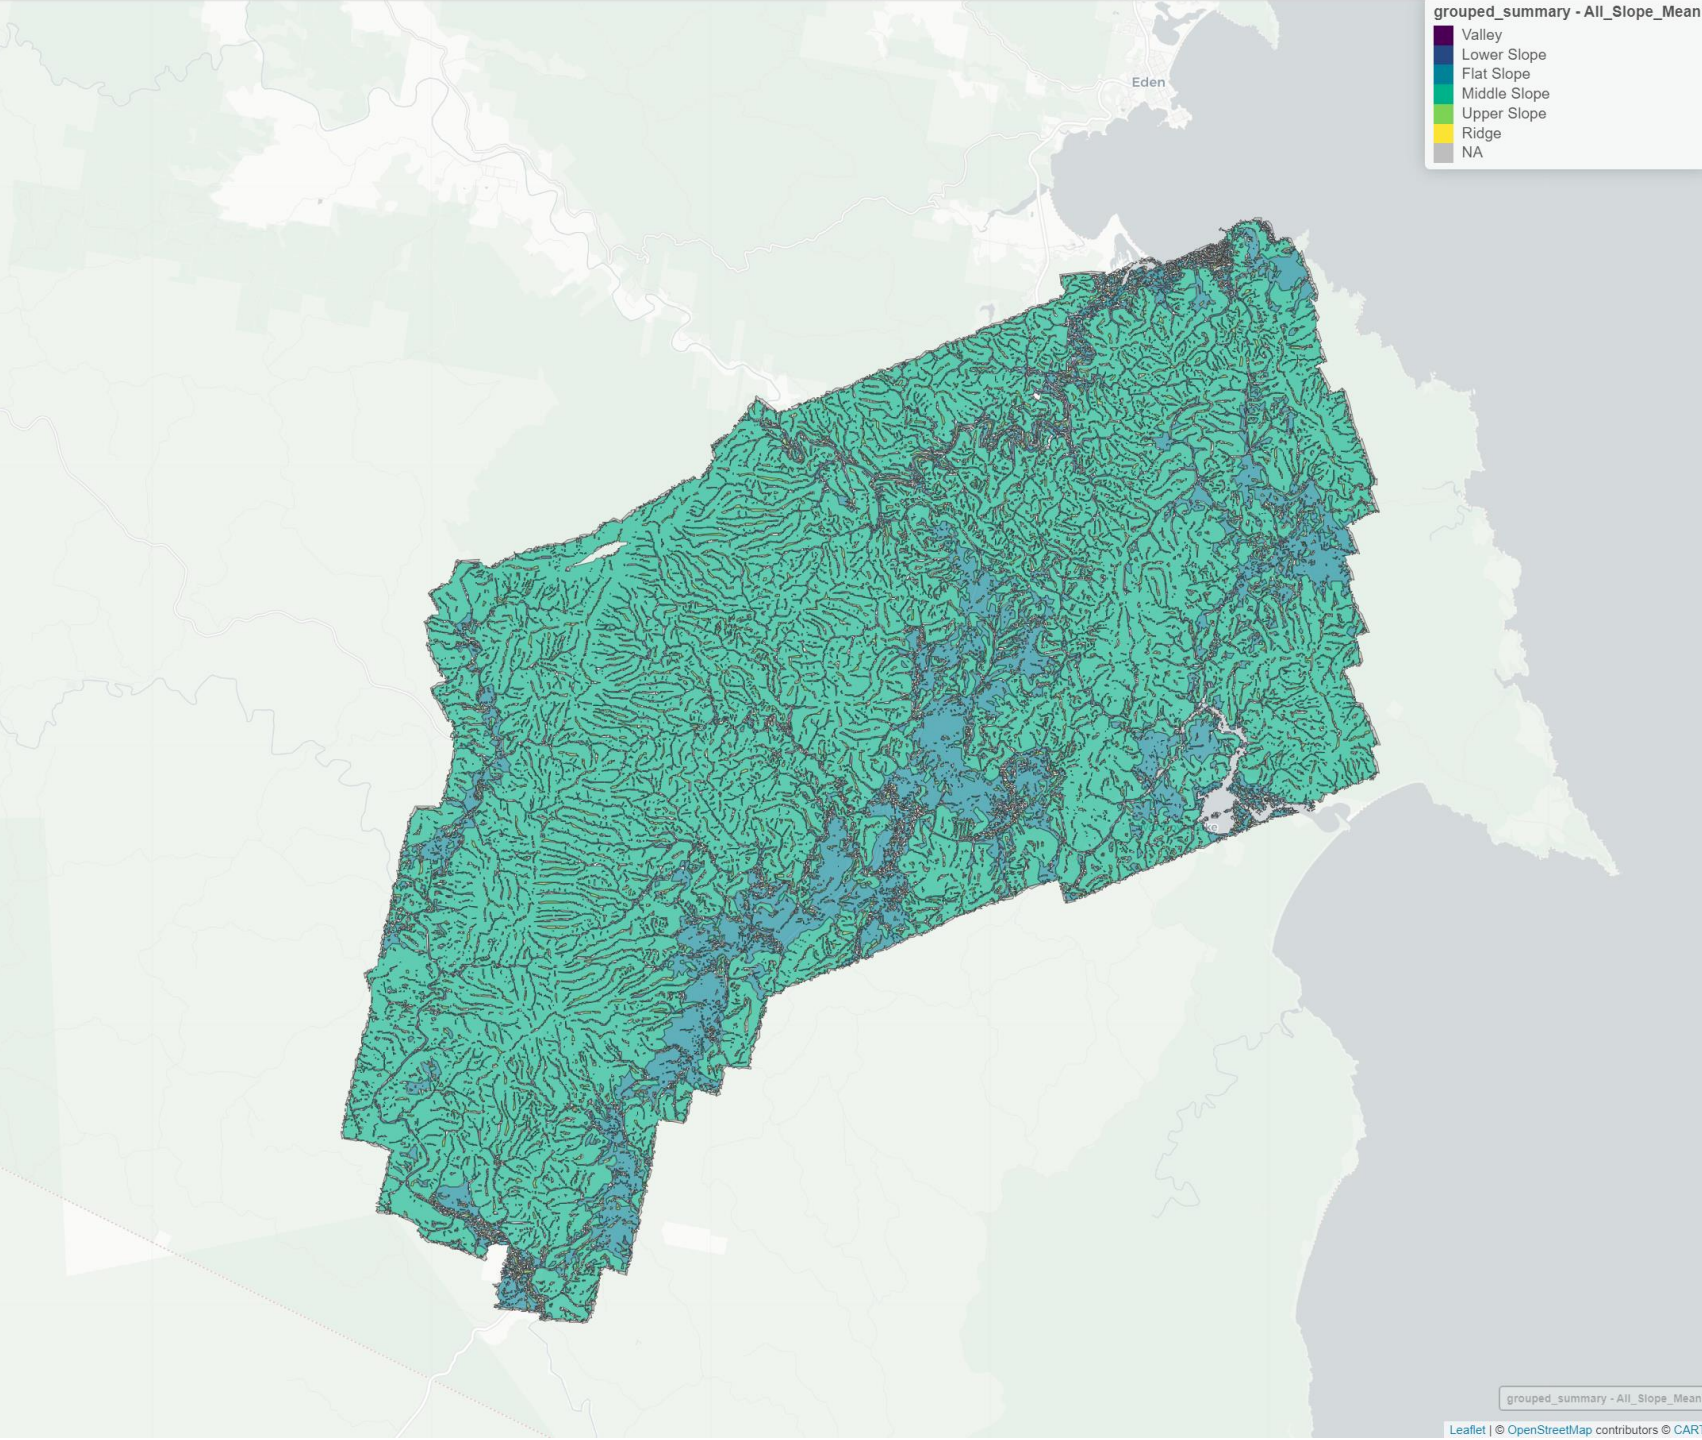 grouped_summary - All_Slope_Mean
Valley
Lower Slope
Flat Slope
Middle Slope
Upper Slope
Ridge
NA
Eden
grouped_summary - All_Slope_Mean
Leaflet | © OpenStreetMap contributors © CART